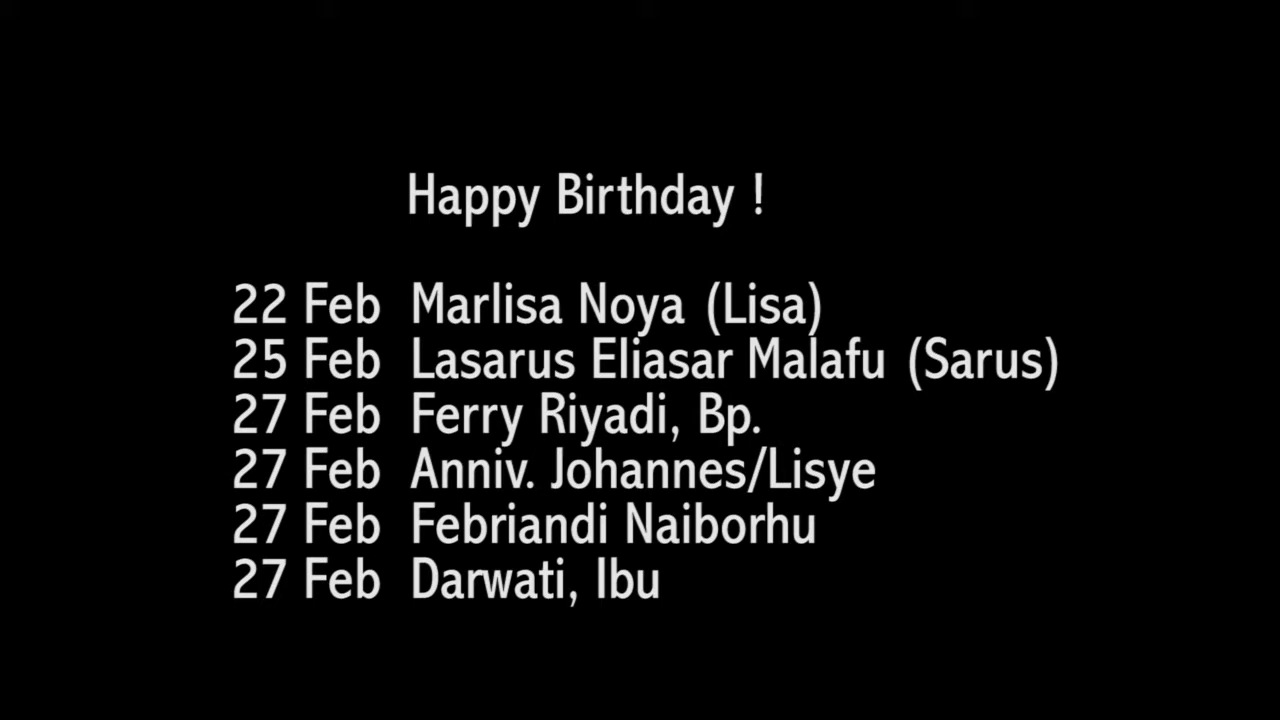 Happy Birthday !
22 Feb Marlisa Noya (Lisa)
25 Feb Lasarus Eliasar Malafu (Sarus)
27 Feb Ferry Riyadi, Bp.
27 Feb Anniv. Johannes/Lisye
27 Feb Febriandi Naiborhu
27 Feb Darwati, Ibu